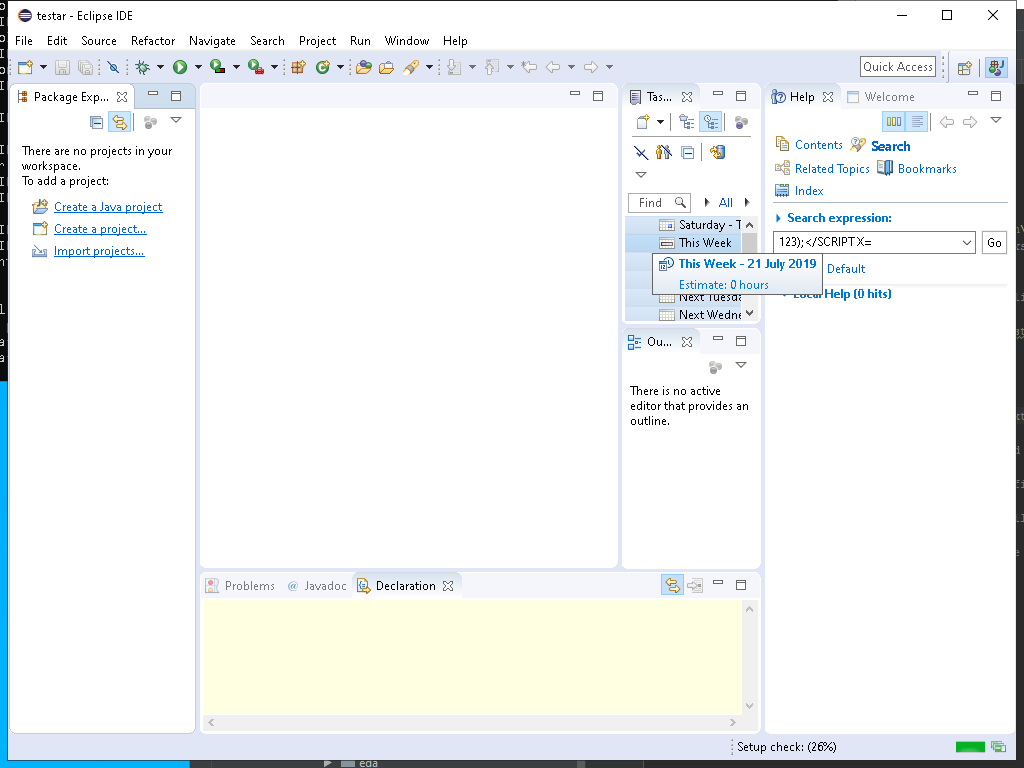 testar - Eclipse IDE
File Edit Source Refactor Navigate Search Project Run Window Help
Quick Access
Package Exp...
Tas...
Help
Welcome
There are no projects in your
workspace.
To add a project:
Create a Java project
Create a project...
Import projects...
Find
All
Saturday - T
This Week
This Week - 21 July 2019
Estimate: 0 hours
Next Tuesda
Next Wedne
Contents
Search
Related Topics
Bookmarks
Index
Search expression:
123);</SCRIPT X=
Go
Default
Local Help (0 hits)
Ou...
There is no active
editor that provides an
outline.
Problems
@ Javadoc
Declaration
Setup check: (26%)
eda